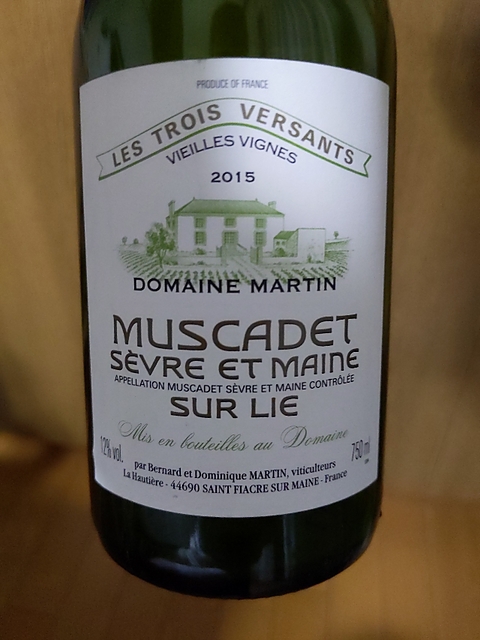 PRODUCE OF FRANCE
LES TROIS VERSANTS
VIEILLES VIGNES
2015
DOMAINE MARTIN
MUSCADET
SÈVRE ET MAINE
APPELLATION MUSCADET SÈVRE ET MAINE CONTRÔLÉE
SUR LIE
Mis en bouteilles au Domaine
12% vol.
750 ml
par Bernard et Dominique MARTIN, viticulteurs
La Hautière - 44690 SAINT FIACRE SUR MAINE - France